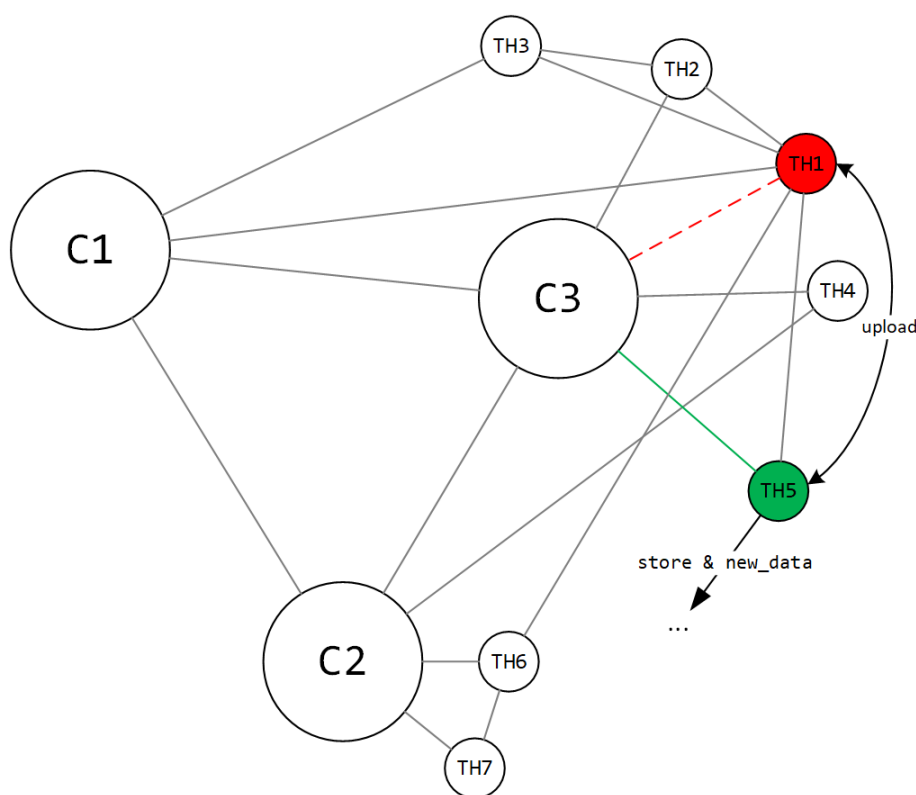 TH3
TH2
TH1
C1
C3
TH4
upload
TH5
store & new_data
...
C2
TH6
TH7